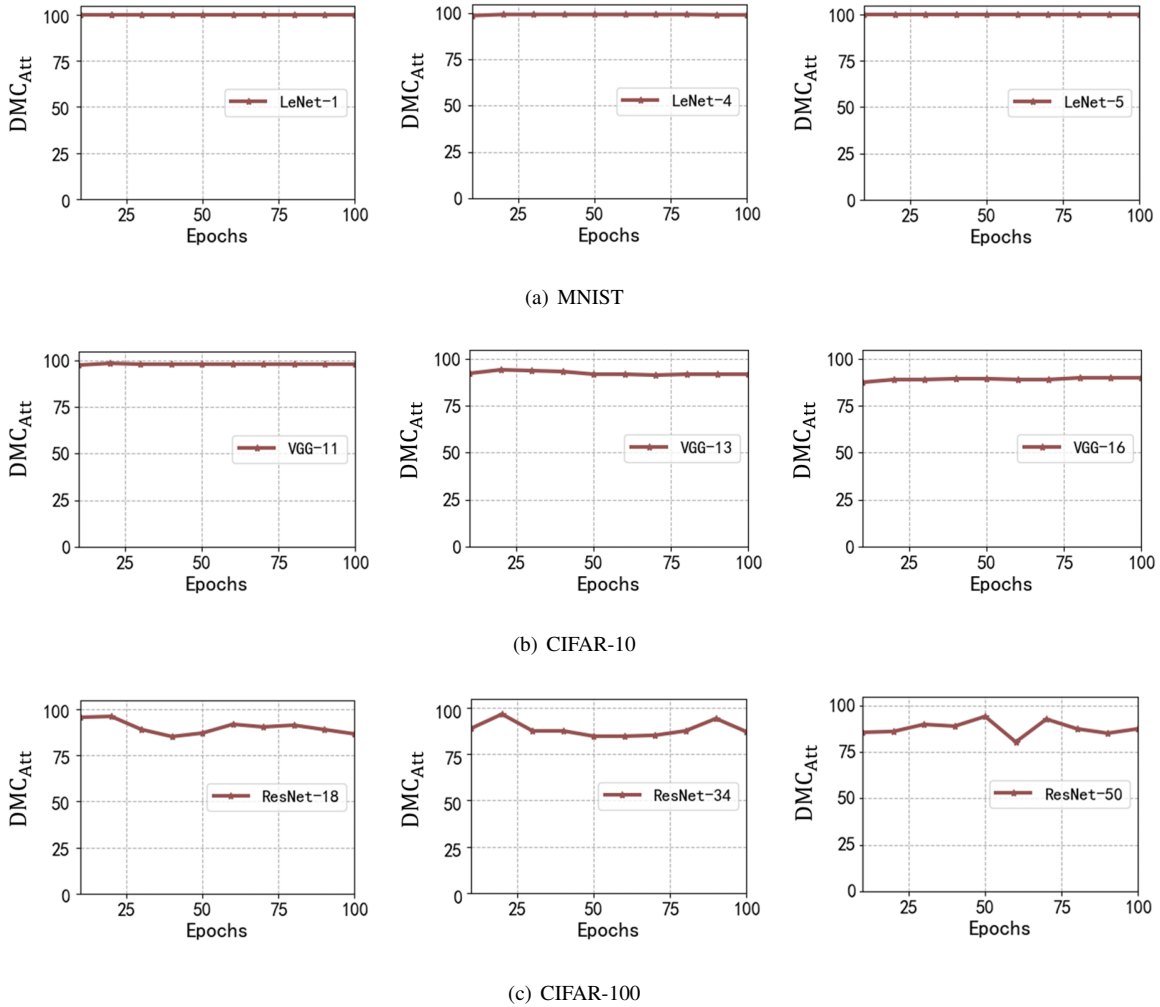 100
75
50
25
0
25
50
75
100
DMC_Att
Epochs
LeNet-1
100
75
50
25
0
25
50
75
100
DMC_Att
Epochs
LeNet-4
100
75
50
25
0
25
50
75
100
DMC_Att
Epochs
LeNet-5
(a) MNIST
100
75
50
25
0
25
50
75
100
DMC_Att
Epochs
VGG-11
100
75
50
25
0
25
50
75
100
DMC_Att
Epochs
VGG-13
100
75
50
25
0
25
50
75
100
DMC_Att
Epochs
VGG-16
(b) CIFAR-10
100
75
50
25
0
25
50
75
100
DMC_Att
Epochs
ResNet-18
100
75
50
25
0
25
50
75
100
DMC_Att
Epochs
ResNet-34
100
75
50
25
0
25
50
75
100
DMC_Att
Epochs
ResNet-50
(c) CIFAR-100